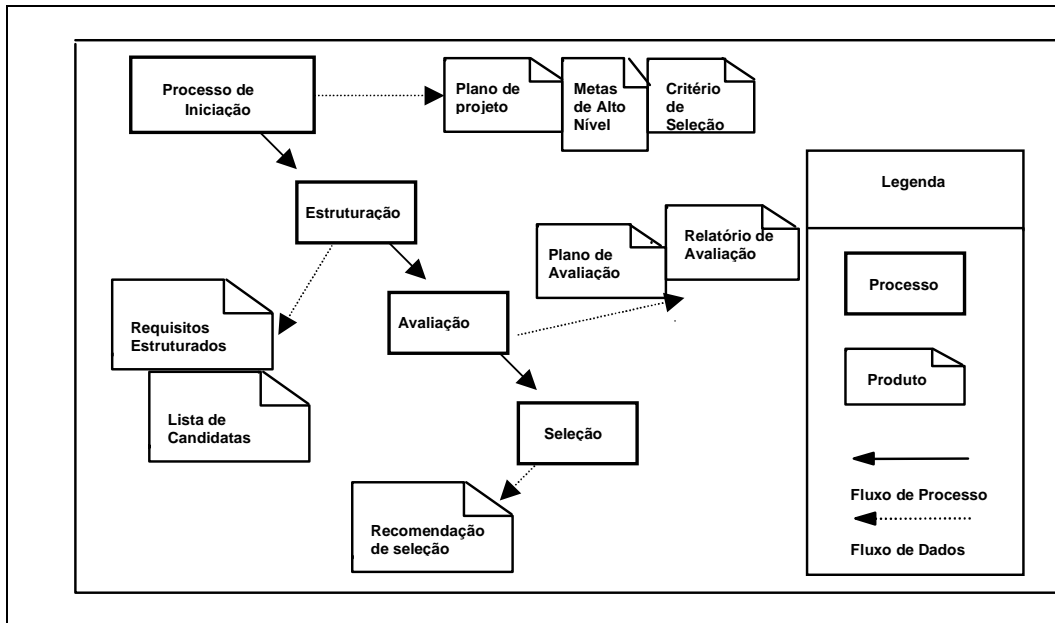 Processo de
Iniciação
Plano de
projeto
Metas
de Alto
Nível
Critério
de
Seleção
Estruturação
Plano de
Avaliação
Relatório de
Avaliação
Requisitos
Estruturados
Lista de
Candidatas
Avaliação
Seleção
Recomendação
de seleção
Legenda
Processo
Produto
Fluxo de Processo
Fluxo de Dados